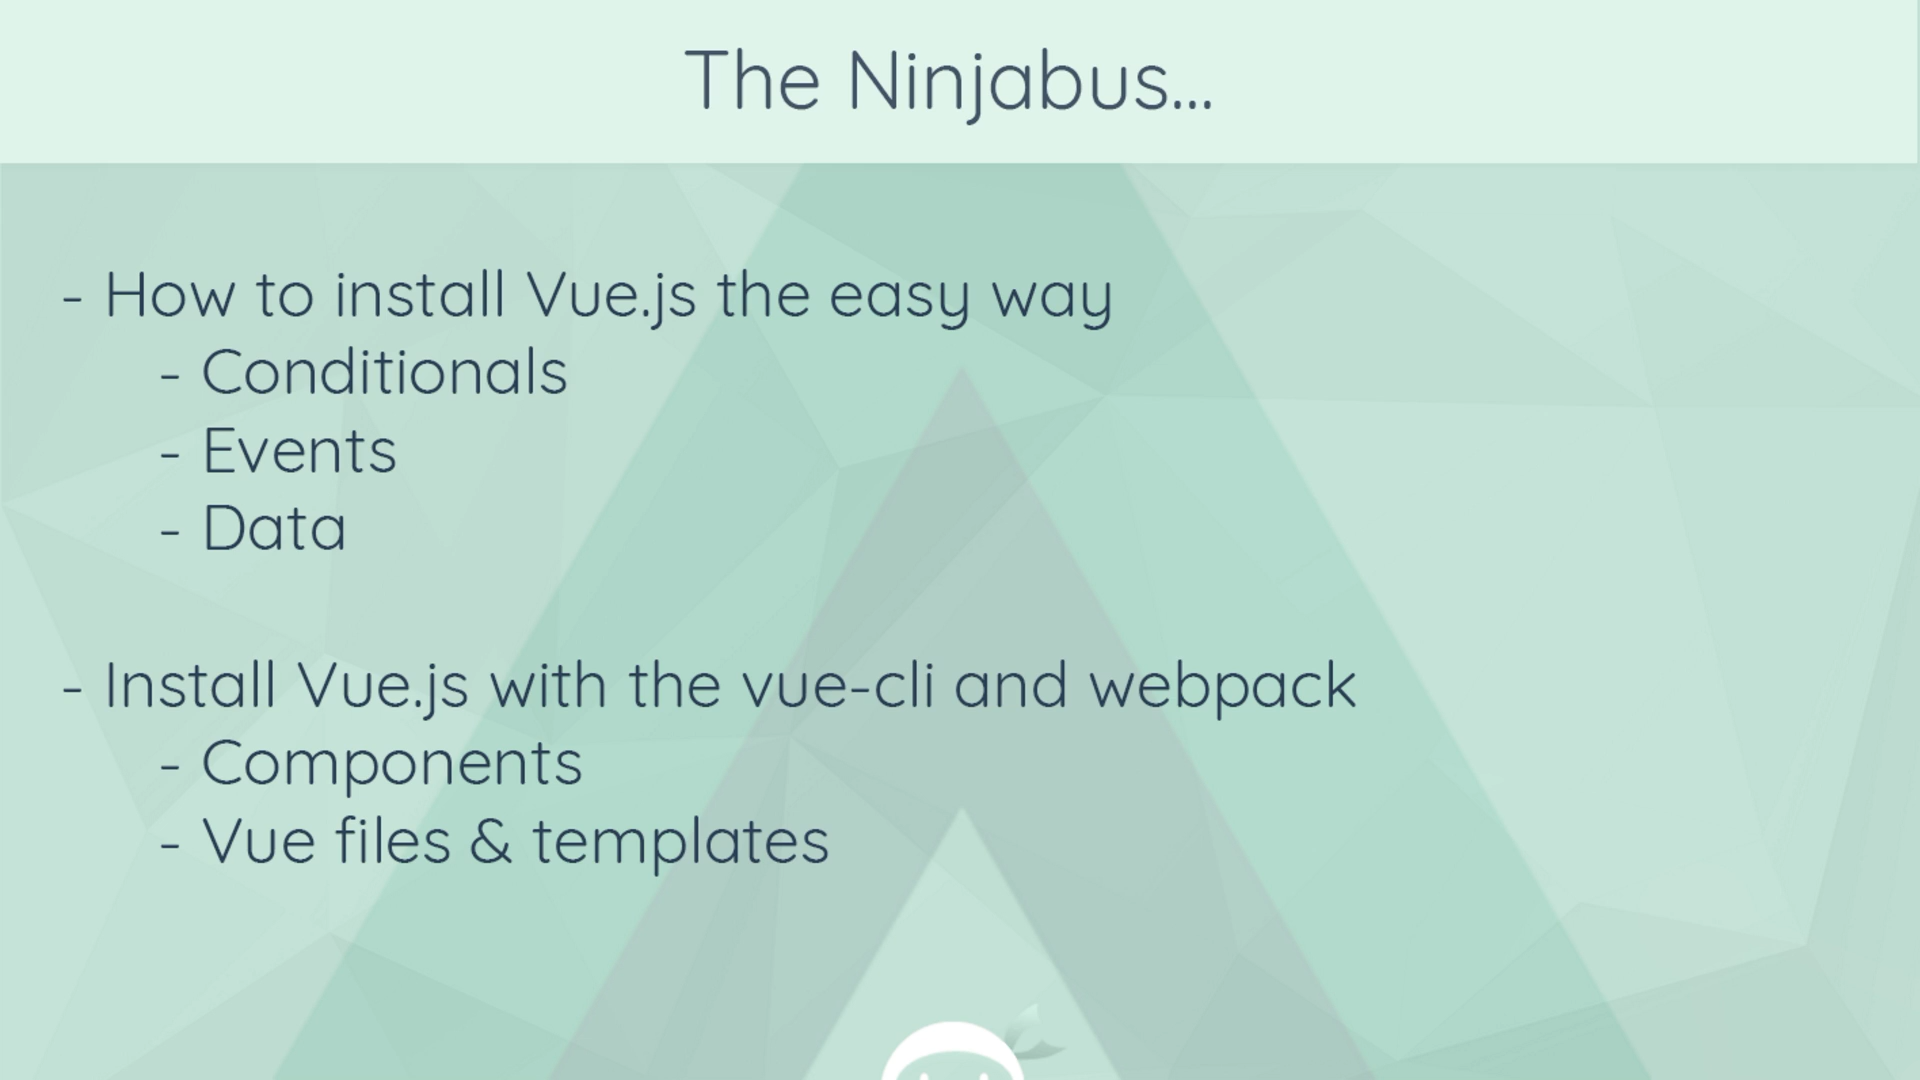 The Ninjabus...
- How to install Vue.js the easy way
- Conditionals
- Events
- Data
- Install Vue.js with the vue-cli and webpack
- Components
- Vue files & templates